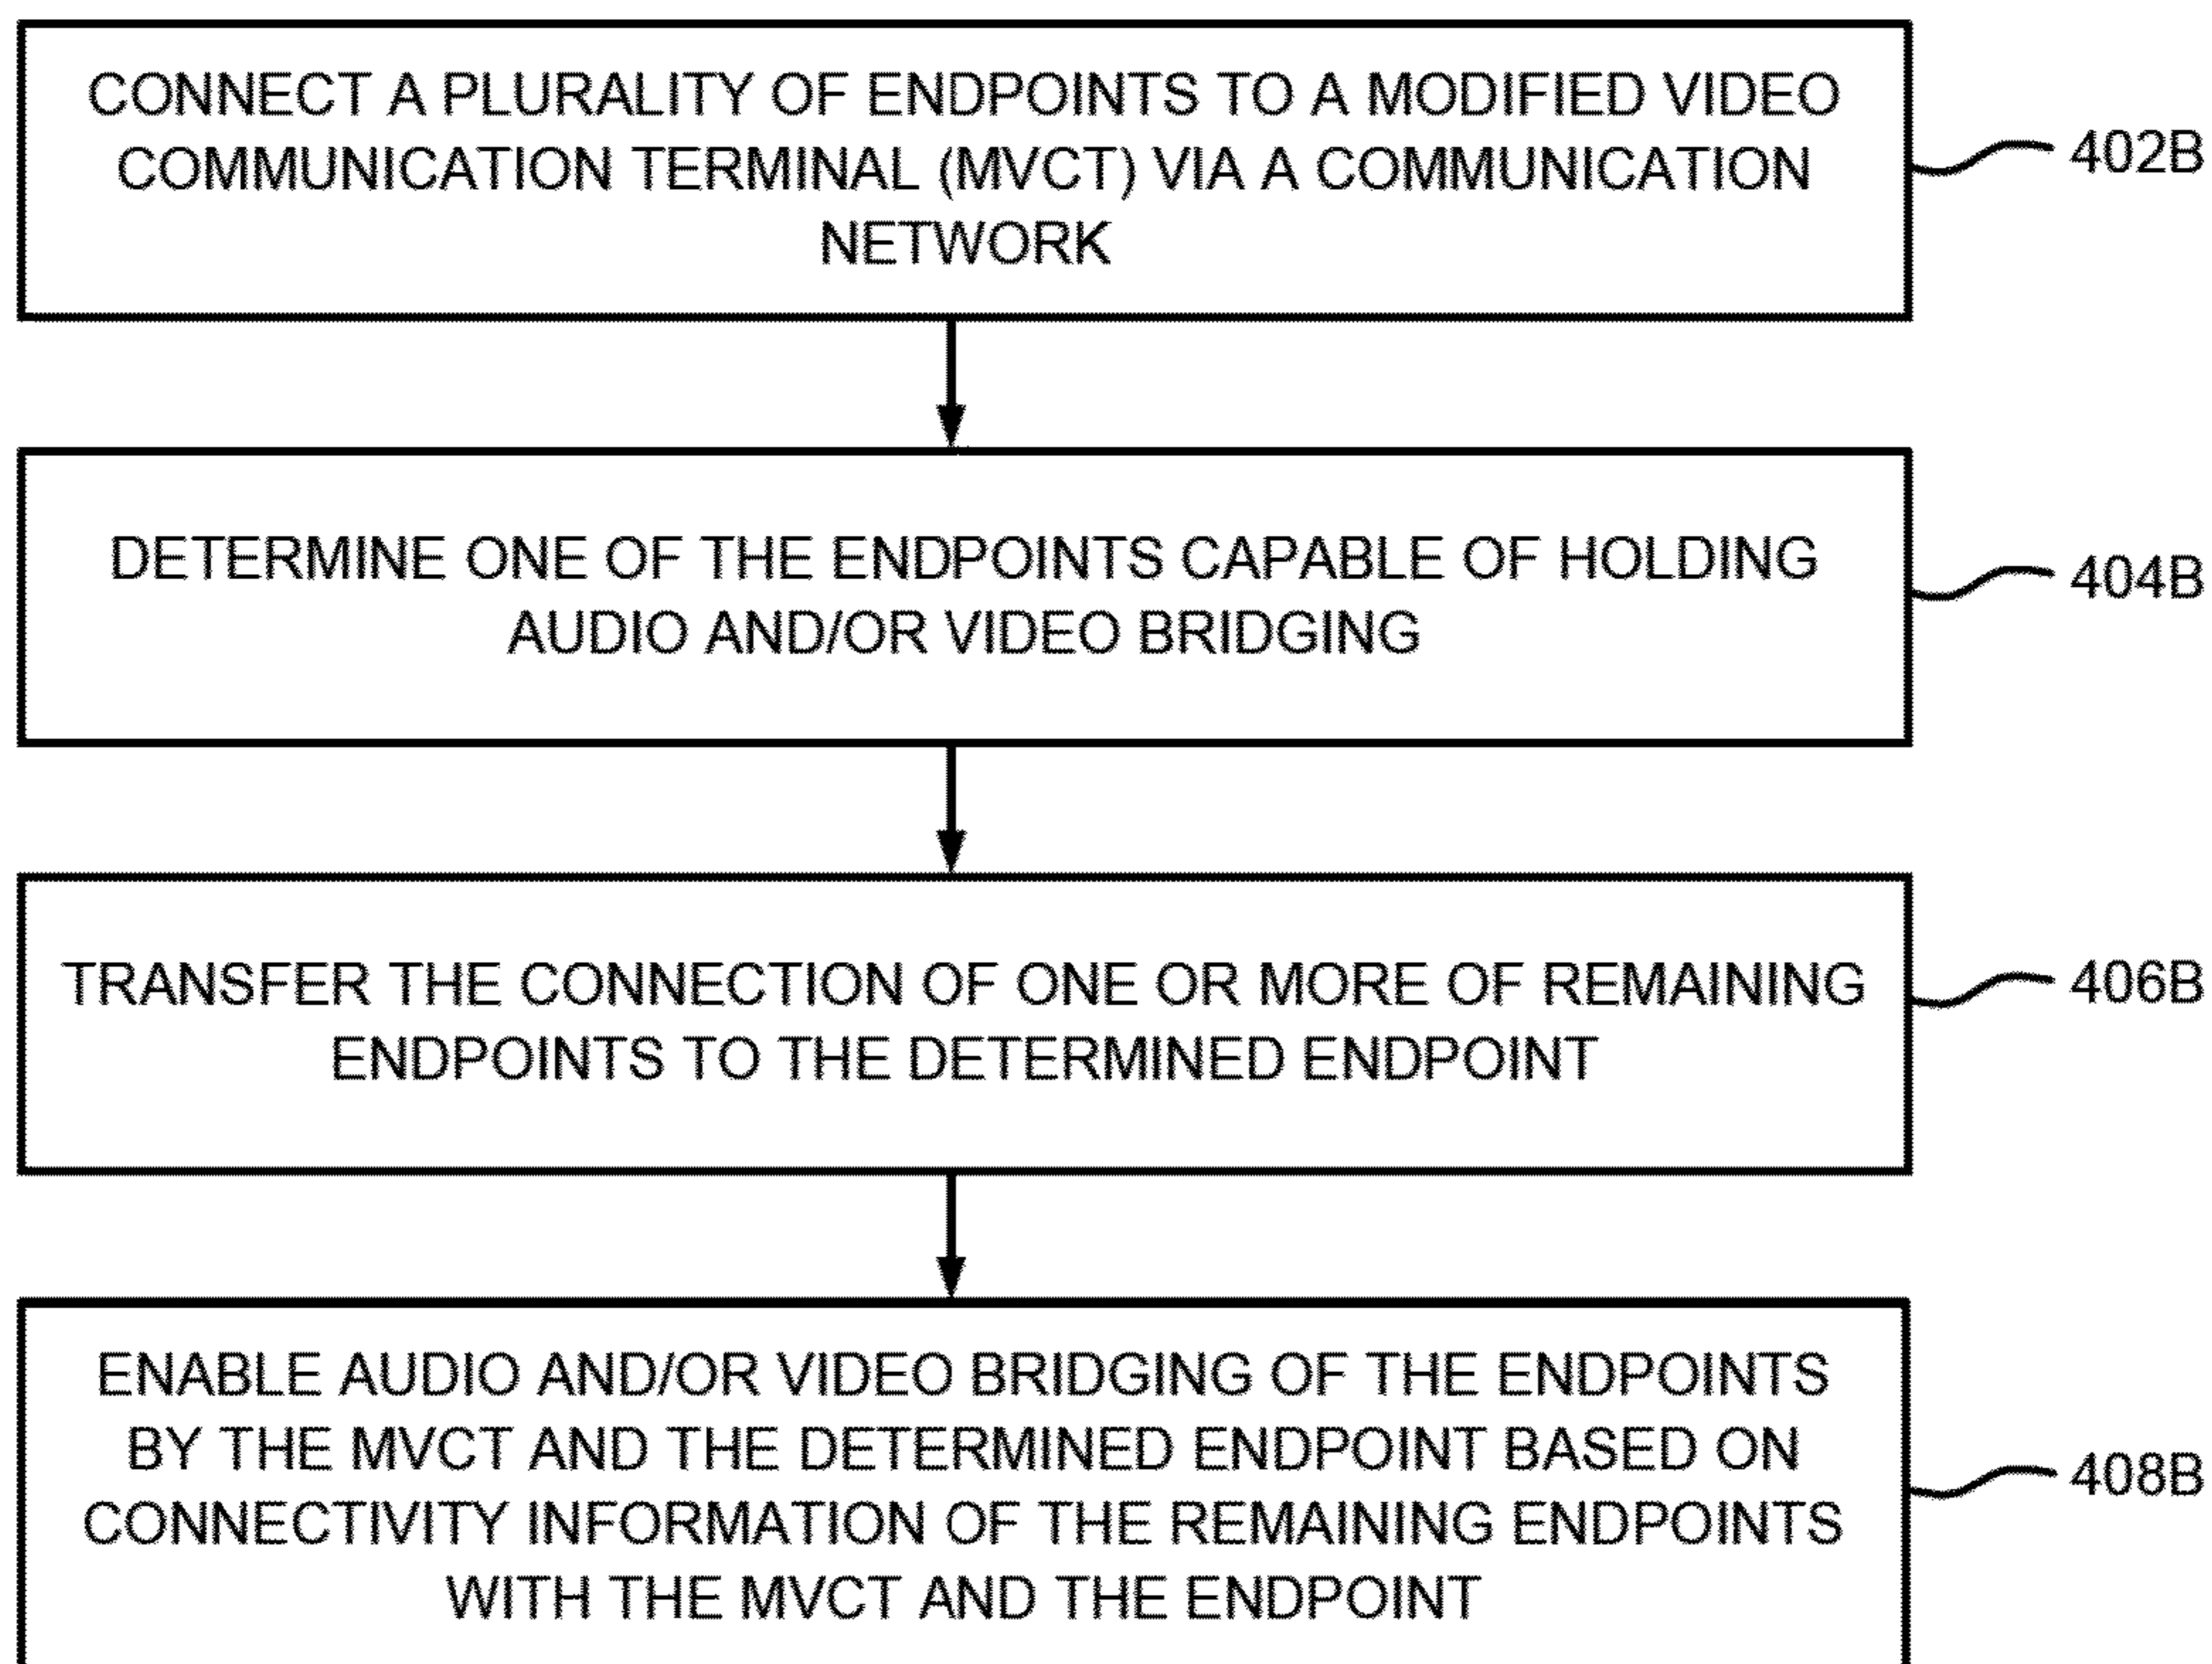 CONNECT A PLURALITY OF ENDPOINTS TO A MODIFIED VIDEO
COMMUNICATION TERMINAL (MVCT) VIA A COMMUNICATION
NETWORK
402B
DETERMINE ONE OF THE ENDPOINTS CAPABLE OF HOLDING
AUDIO AND/OR VIDEO BRIDGING
404B
TRANSFER THE CONNECTION OF ONE OR MORE OF REMAINING
ENDPOINTS TO THE DETERMINED ENDPOINT
406B
ENABLE AUDIO AND/OR VIDEO BRIDGING OF THE ENDPOINTS
BY THE MVCT AND THE DETERMINED ENDPOINT BASED ON
CONNECTIVITY INFORMATION OF THE REMAINING ENDPOINTS
WITH THE MVCT AND THE ENDPOINT
408B